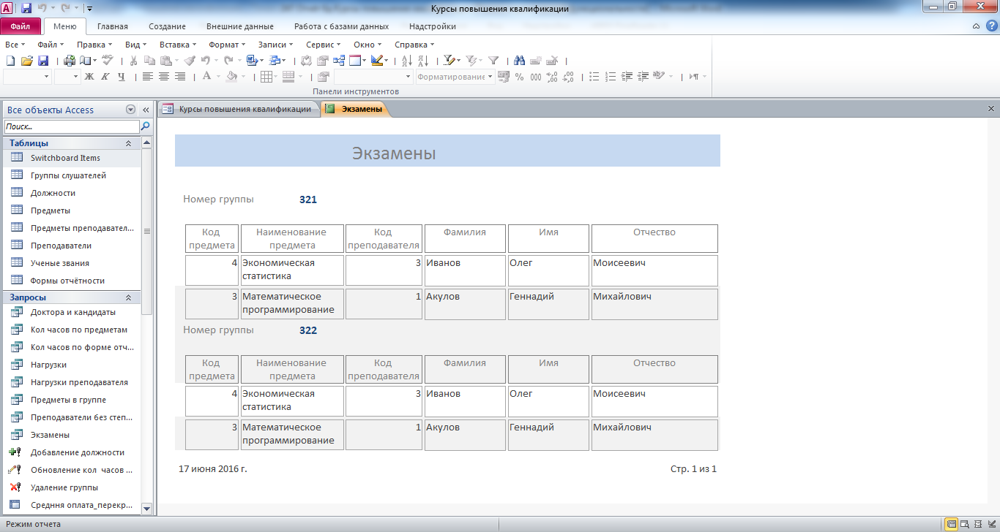 Курсы повышения квалификации
Файл Меню Главная Создание Внешние данные Работа с базами данных Надстройки
Все Файл Правка Вид Вставка Формат Записи Сервис Окно Справка
Ж К Ч Форматирование % 000
Панели инструментов
Все объекты Access
Поиск...
Таблицы
Switchboard Items
Группы слушателей
Должности
Предметы
Предметы преподавател...
Преподаватели
Ученые звания
Формы отчётности
Запросы
Доктора и кандидаты
Кол часов по предметам
Кол часов по форме отч...
Нагрузки
Нагрузки преподавателя
Предметы в группе
Преподаватели без степ...
Экзамены
Добавление должности
Обновление кол часов ...
Удаление группы
Средння оплата_перекр...
Курсы повышения квалификации Экзамены
Экзамены
Номер группы 321
Код предмета Наименование предмета Код преподавателя Фамилия Имя Отчество
4 Экономическая статистика 3 Иванов Олег Моисеевич
3 Математическое программирование 1 Акулов Геннадий Михайлович
Номер группы 322
Код предмета Наименование предмета Код преподавателя Фамилия Имя Отчество
4 Экономическая статистика 3 Иванов Олег Моисеевич
3 Математическое программирование 1 Акулов Геннадий Михайлович
17 июня 2016 г. Стр. 1 из 1
Режим отчета